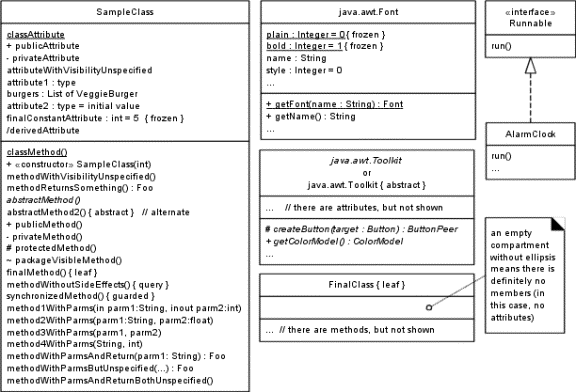 SampleClass
classAttribute
+ publicAttribute
- privateAttribute
attributeWithVisibilityUnspecified
attribute1 : type
burgers : List of VeggieBurger
attribute2 : type = initial value
finalConstantAttribute : int = 5 { frozen }
/derivedAttribute
classMethod()
+ «constructor» SampleClass(int)
methodWithVisibilityUnspecified()
methodReturnsSomething() : Foo
abstractMethod()
abstractMethod2() { abstract } // alternate
+ publicMethod()
- privateMethod()
# protectedMethod()
~ packageVisibleMethod()
finalMethod() { leaf }
methodWithoutSideEffects() { query }
synchronizedMethod() { guarded }
method1WithParms(in parm1:String, inout parm2:int)
method2WithParms(parm1:String, parm2:float)
method3WithParms(parm1, parm2)
method4WithParms(String, int)
methodWithParmsAndReturn(parm1: String) : Foo
methodWithParmsButUnspecified(...) : Foo
methodWithParmsAndReturnBothUnspecified()
java.awt.Font
plain : Integer = 0 { frozen }
bold : Integer = 1 { frozen }
name : String
style : Integer = 0
...
+ getFont(name : String) : Font
+ getName() : String
...
java.awt.Toolkit
or
java.awt.Toolkit { abstract }
... // there are attributes, but not shown
# createButton(target : Button) : ButtonPeer
+ getColorModel() : ColorModel
...
FinalClass { leaf }
... // there are methods, but not shown
«interface»
Runnable
run()
AlarmClock
run()
...
an empty
compartment
without ellipsis
means there is
definitely no
members (in
this case, no
attributes)